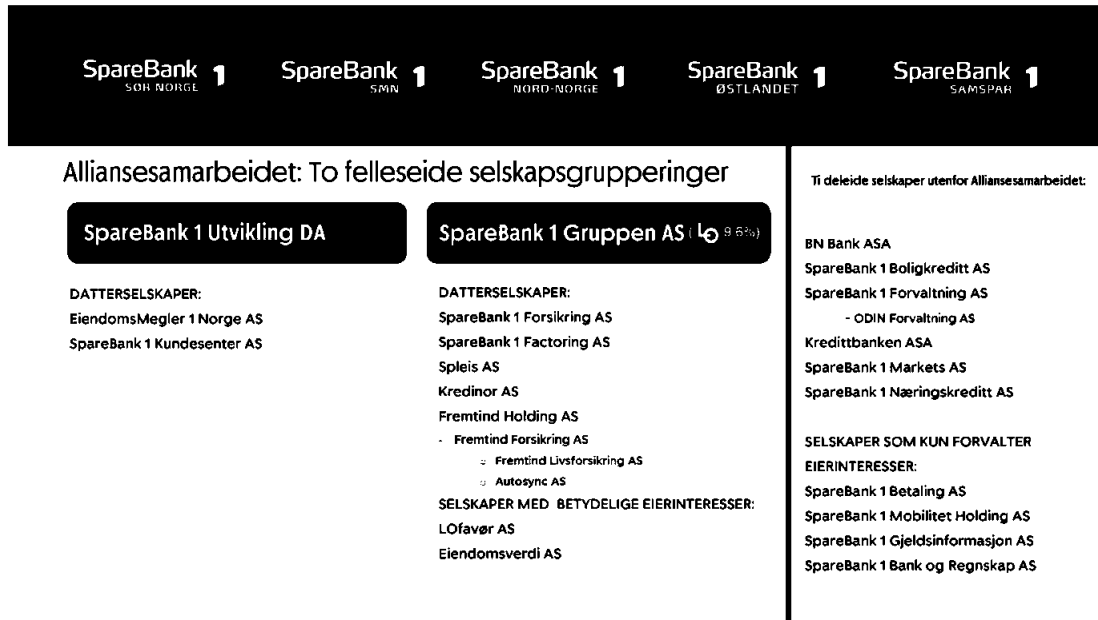 SpareBank 1
SØR-NORGE
SpareBank 1
SMN
SpareBank 1
NORD-NORGE
SpareBank 1
ØSTLANDET
SpareBank 1
SAMSPAR
Alliansesamarbeidet: To felleseide selskapsgrupperinger
SpareBank 1 Utvikling DA
DATTERSELSKAPER:
EiendomsMegler 1 Norge AS
SpareBank 1 Kundesenter AS
SpareBank 1 Gruppen AS (LO 9.6%)
DATTERSELSKAPER:
SpareBank 1 Forsikring AS
SpareBank 1 Factoring AS
Spleis AS
Kredinor AS
Fremtind Holding AS
- Fremtind Forsikring AS
o Fremtind Livsforsikring AS
o Autosync AS
SELSKAPER MED BETYDELIGE EIERINTERESSER:
LOfavør AS
Eiendomsverdi AS
Ti deleide selskaper utenfor Alliansesamarbeidet:
BN Bank ASA
SpareBank 1 Boligkreditt AS
SpareBank 1 Forvaltning AS
- ODIN Forvaltning AS
Kredittbanken ASA
SpareBank 1 Markets AS
SpareBank 1 Næringskreditt AS
SELSKAPER SOM KUN FORVALTER
EIERINTERESSER:
SpareBank 1 Betaling AS
SpareBank 1 Mobilitet Holding AS
SpareBank 1 Gjeldsinformasjon AS
SpareBank 1 Bank og Regnskap AS